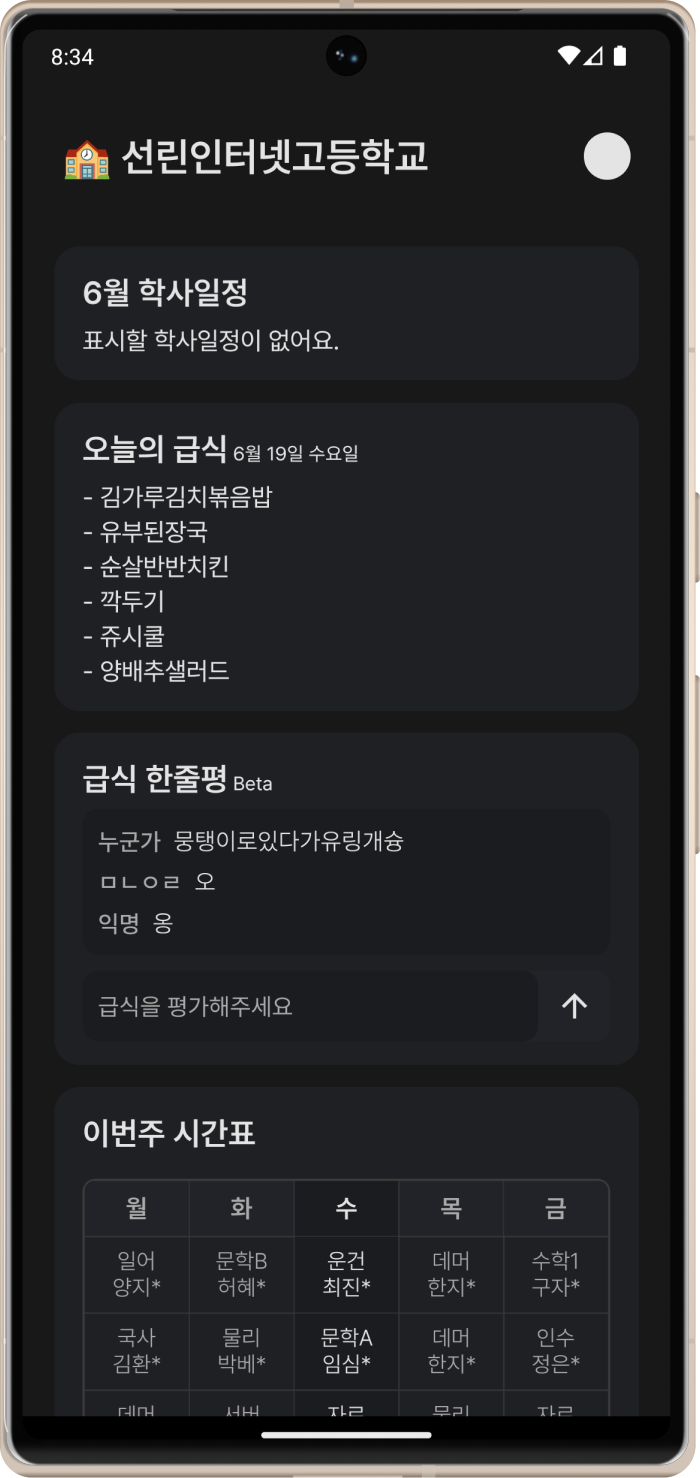 8:34
선린인터넷고등학교
6월 학사일정
표시할 학사일정이 없어요.
오늘의 급식 6월 19일 수요일
- 김가루김치볶음밥
- 유부된장국
- 순살반반치킨
- 깍두기
- 쥬시쿨
- 양배추샐러드
급식 한줄평 Beta
누군가 뭉탱이로있다가유링개슝
ㅁㄴㅇㄹ 오
익명 옹
급식을 평가해주세요
이번주 시간표
월 화 수 목 금
일어 문학B 운건 데머 수학1
양지* 허혜* 최진* 한지* 구자*
국사 물리 문학A 데머 인수
김환* 박베* 임심* 한지* 정은*
데머 서버 자료 물리 자료